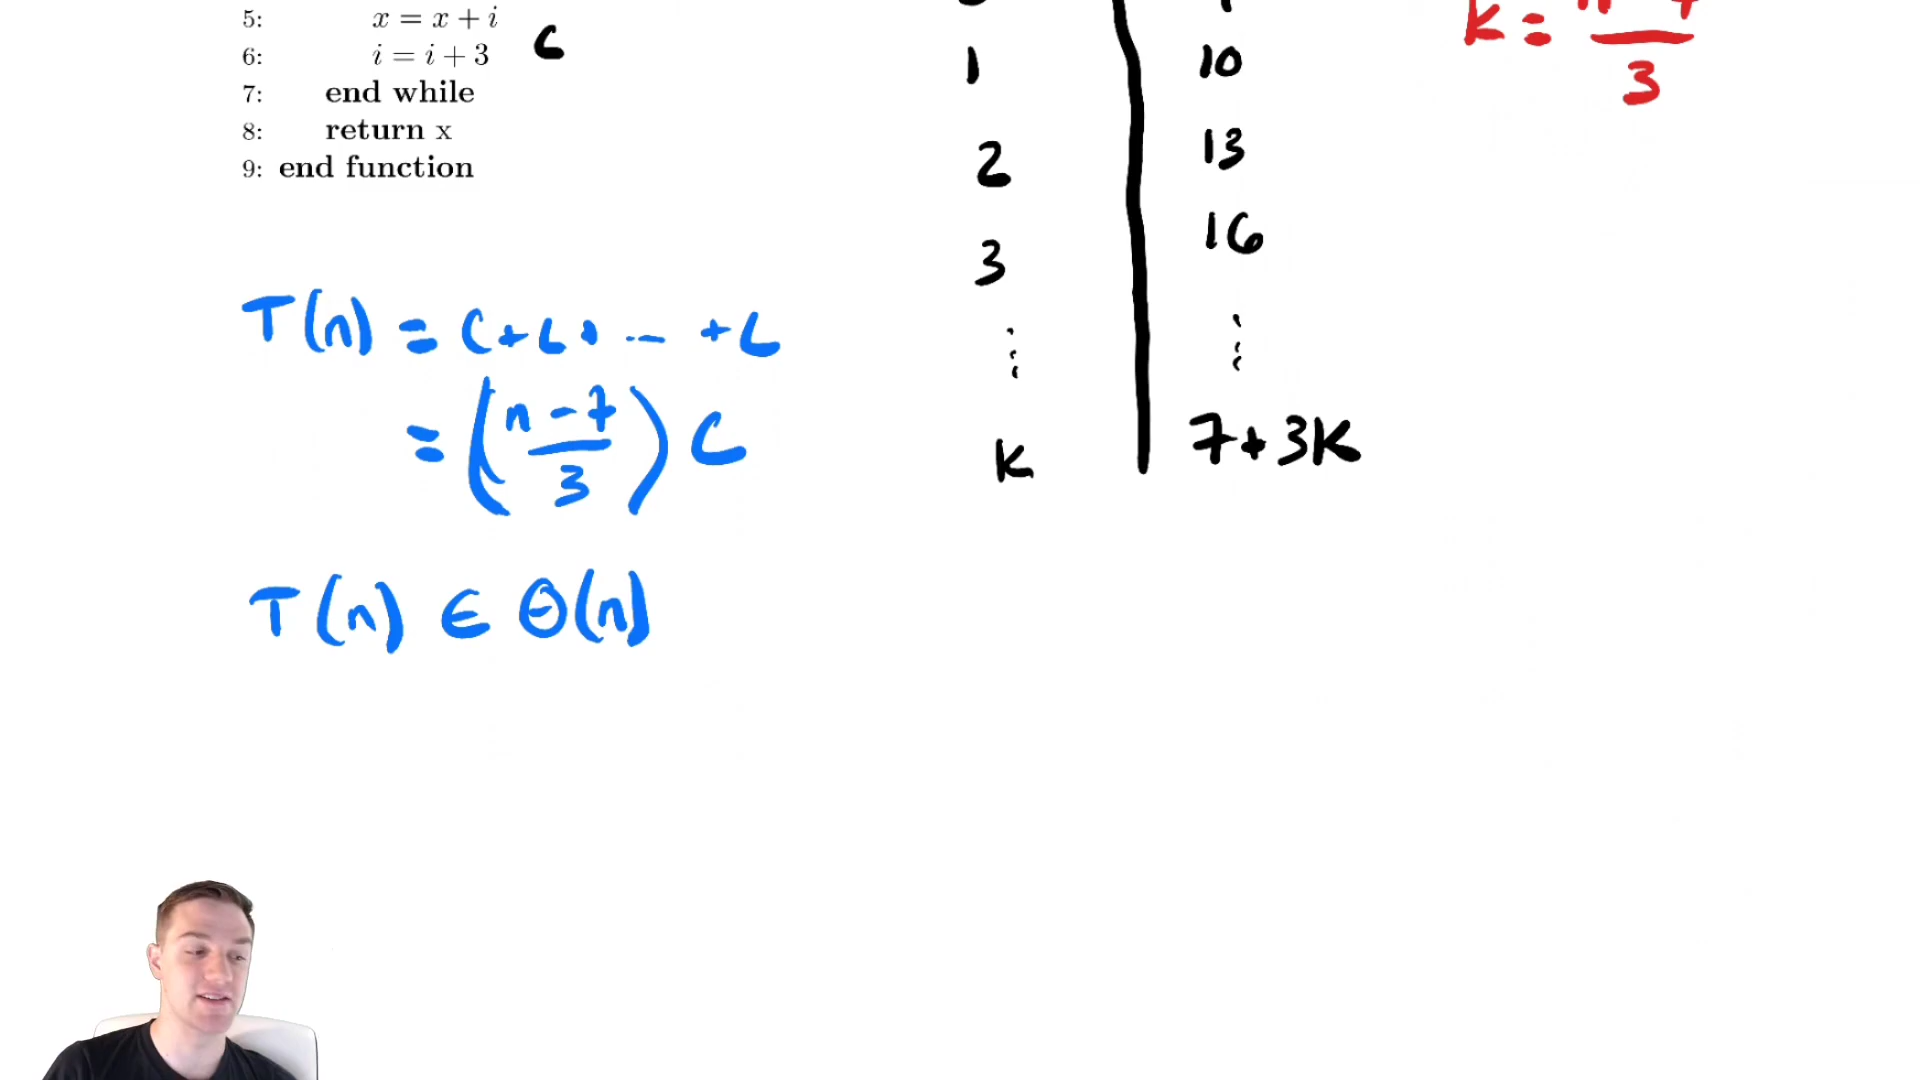 5: x = x + i
6: i = i + 3 C
7: end while
8: return x
9: end function
T(n) = C + C + ... + C
= (n-7/3) C
T(n) ∈ Θ(n)
1 10
2 13
3 16
⋮ ⋮
k 7+3k
k = n-7/3